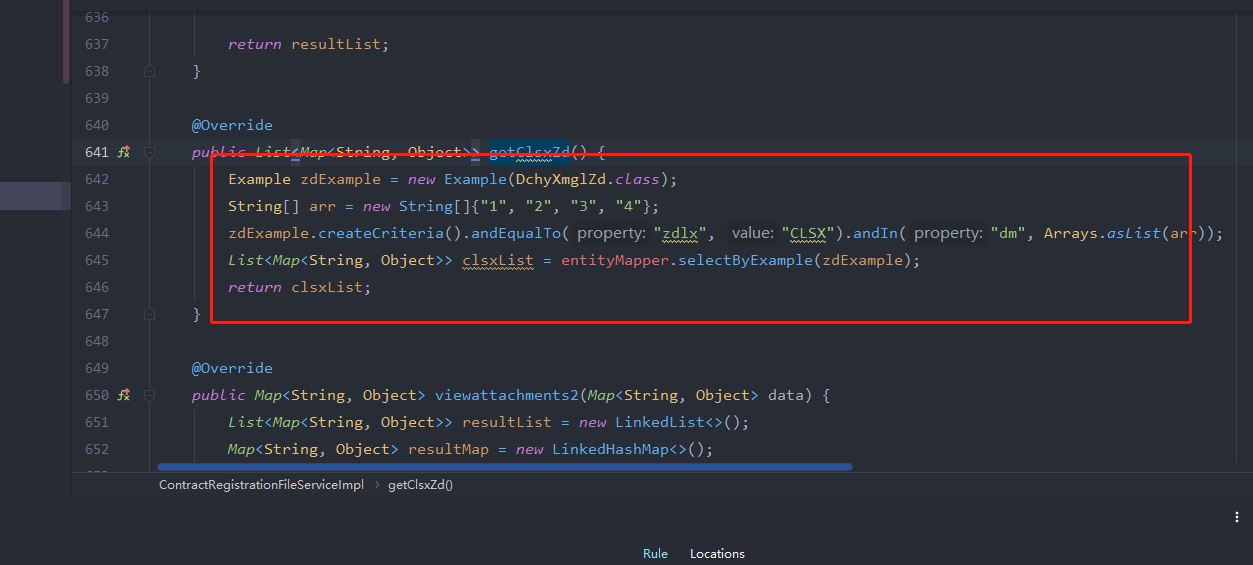 636
637 return resultList;
638 }
639
640 @Override
641 public List<Map<String, Object>> getClsxZd() {
642 Example zdExample = new Example(DchyXmglZd.class);
643 String[] arr = new String[]{"1", "2", "3", "4"};
644 zdExample.createCriteria().andEqualTo( property: "zdlx", value: "CLSX").andIn( property: "dm", Arrays.asList(arr));
645 List<Map<String, Object>> clsxList = entityMapper.selectByExample(zdExample);
646 return clsxList;
647 }
648
649 @Override
650 public Map<String, Object> viewattachments2(Map<String, Object> data) {
651 List<Map<String, Object>> resultList = new LinkedList<>();
652 Map<String, Object> resultMap = new LinkedHashMap<>();
ContractRegistrationFileServiceImpl › getClsxZd()
Rule Locations